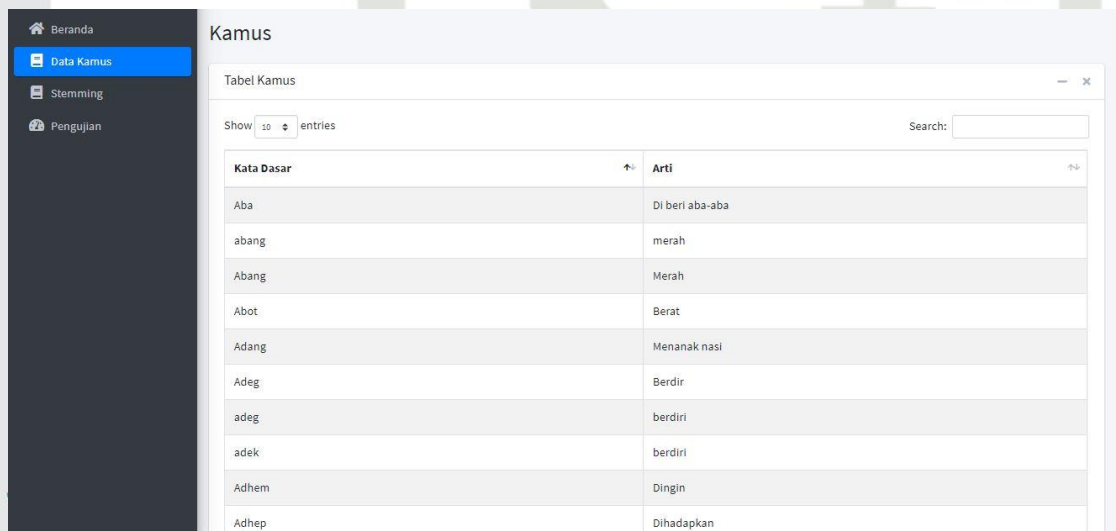 Beranda
Data Kamus
Stemming
Pengujian
Kamus
Tabel Kamus
Show 10 entries
Search:
Kata Dasar Arti
Aba Di beri aba-aba
abang merah
Abang Merah
Abot Berat
Adang Menanak nasi
Adeg Berdir
adeg berdiri
adek berdiri
Adhem Dingin
Adhep Dihadapkan